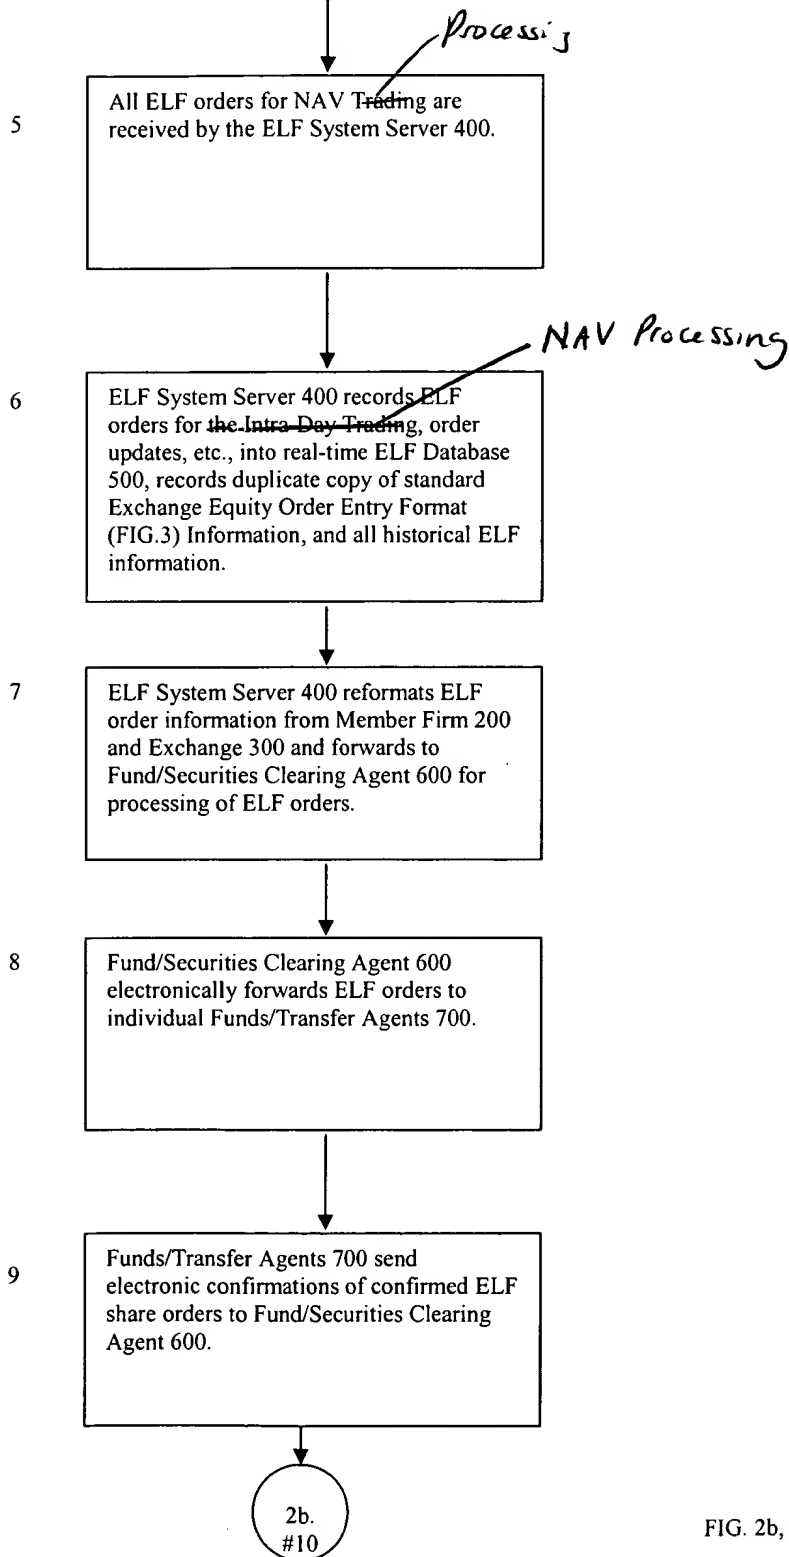 Processing
5
All ELF orders for NAV Trading are
received by the ELF System Server 400.
NAV Processing
6
ELF System Server 400 records ELF
orders for the Intra-Day Trading, order
updates, etc., into real-time ELF Database
500, records duplicate copy of standard
Exchange Equity Order Entry Format
(FIG.3) Information, and all historical ELF
information.
7
ELF System Server 400 reformats ELF
order information from Member Firm 200
and Exchange 300 and forwards to
Fund/Securities Clearing Agent 600 for
processing of ELF orders.
8
Fund/Securities Clearing Agent 600
electronically forwards ELF orders to
individual Funds/Transfer Agents 700.
9
Funds/Transfer Agents 700 send
electronic confirmations of confirmed ELF
share orders to Fund/Securities Clearing
Agent 600.
2b.
#10
FIG. 2b,